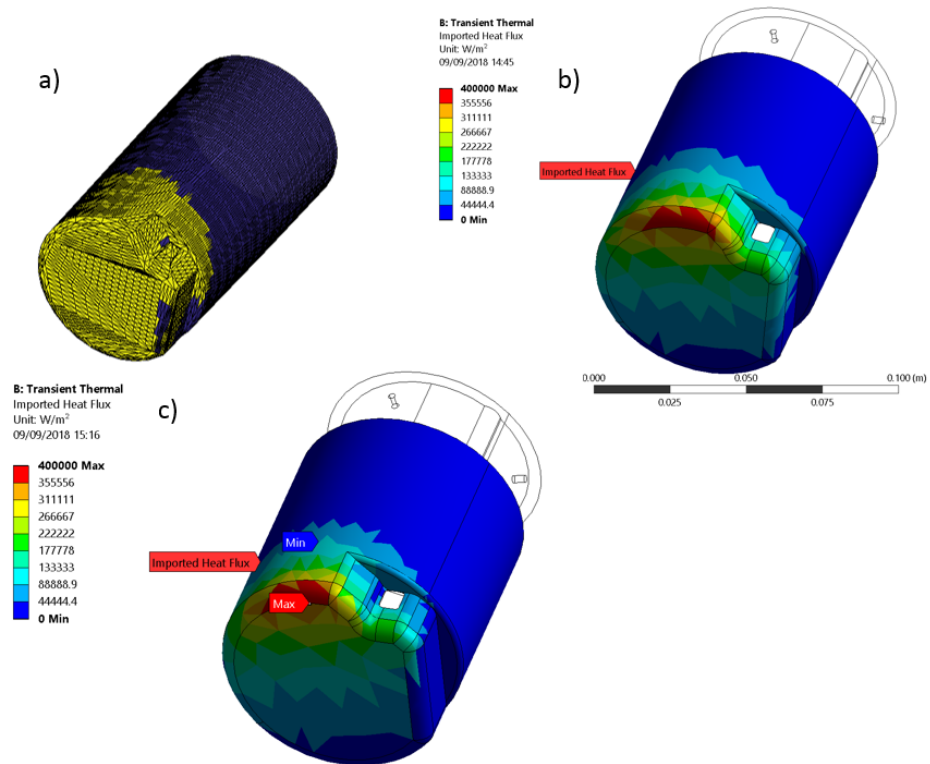 a)
B: Transient Thermal
Imported Heat Flux
Unit: W/m²
09/09/2018 14:45
400000 Max
355556
311111
266667
222222
177778
133333
88888.9
44444.4
0 Min
b)
Imported Heat Flux
0.000
0.050
0.100 (m)
0.025
0.075
B: Transient Thermal
Imported Heat Flux
Unit: W/m²
09/09/2018 15:16
400000 Max
355556
311111
266667
222222
177778
133333
88888.9
44444.4
0 Min
c)
Min
Imported Heat Flux
Max